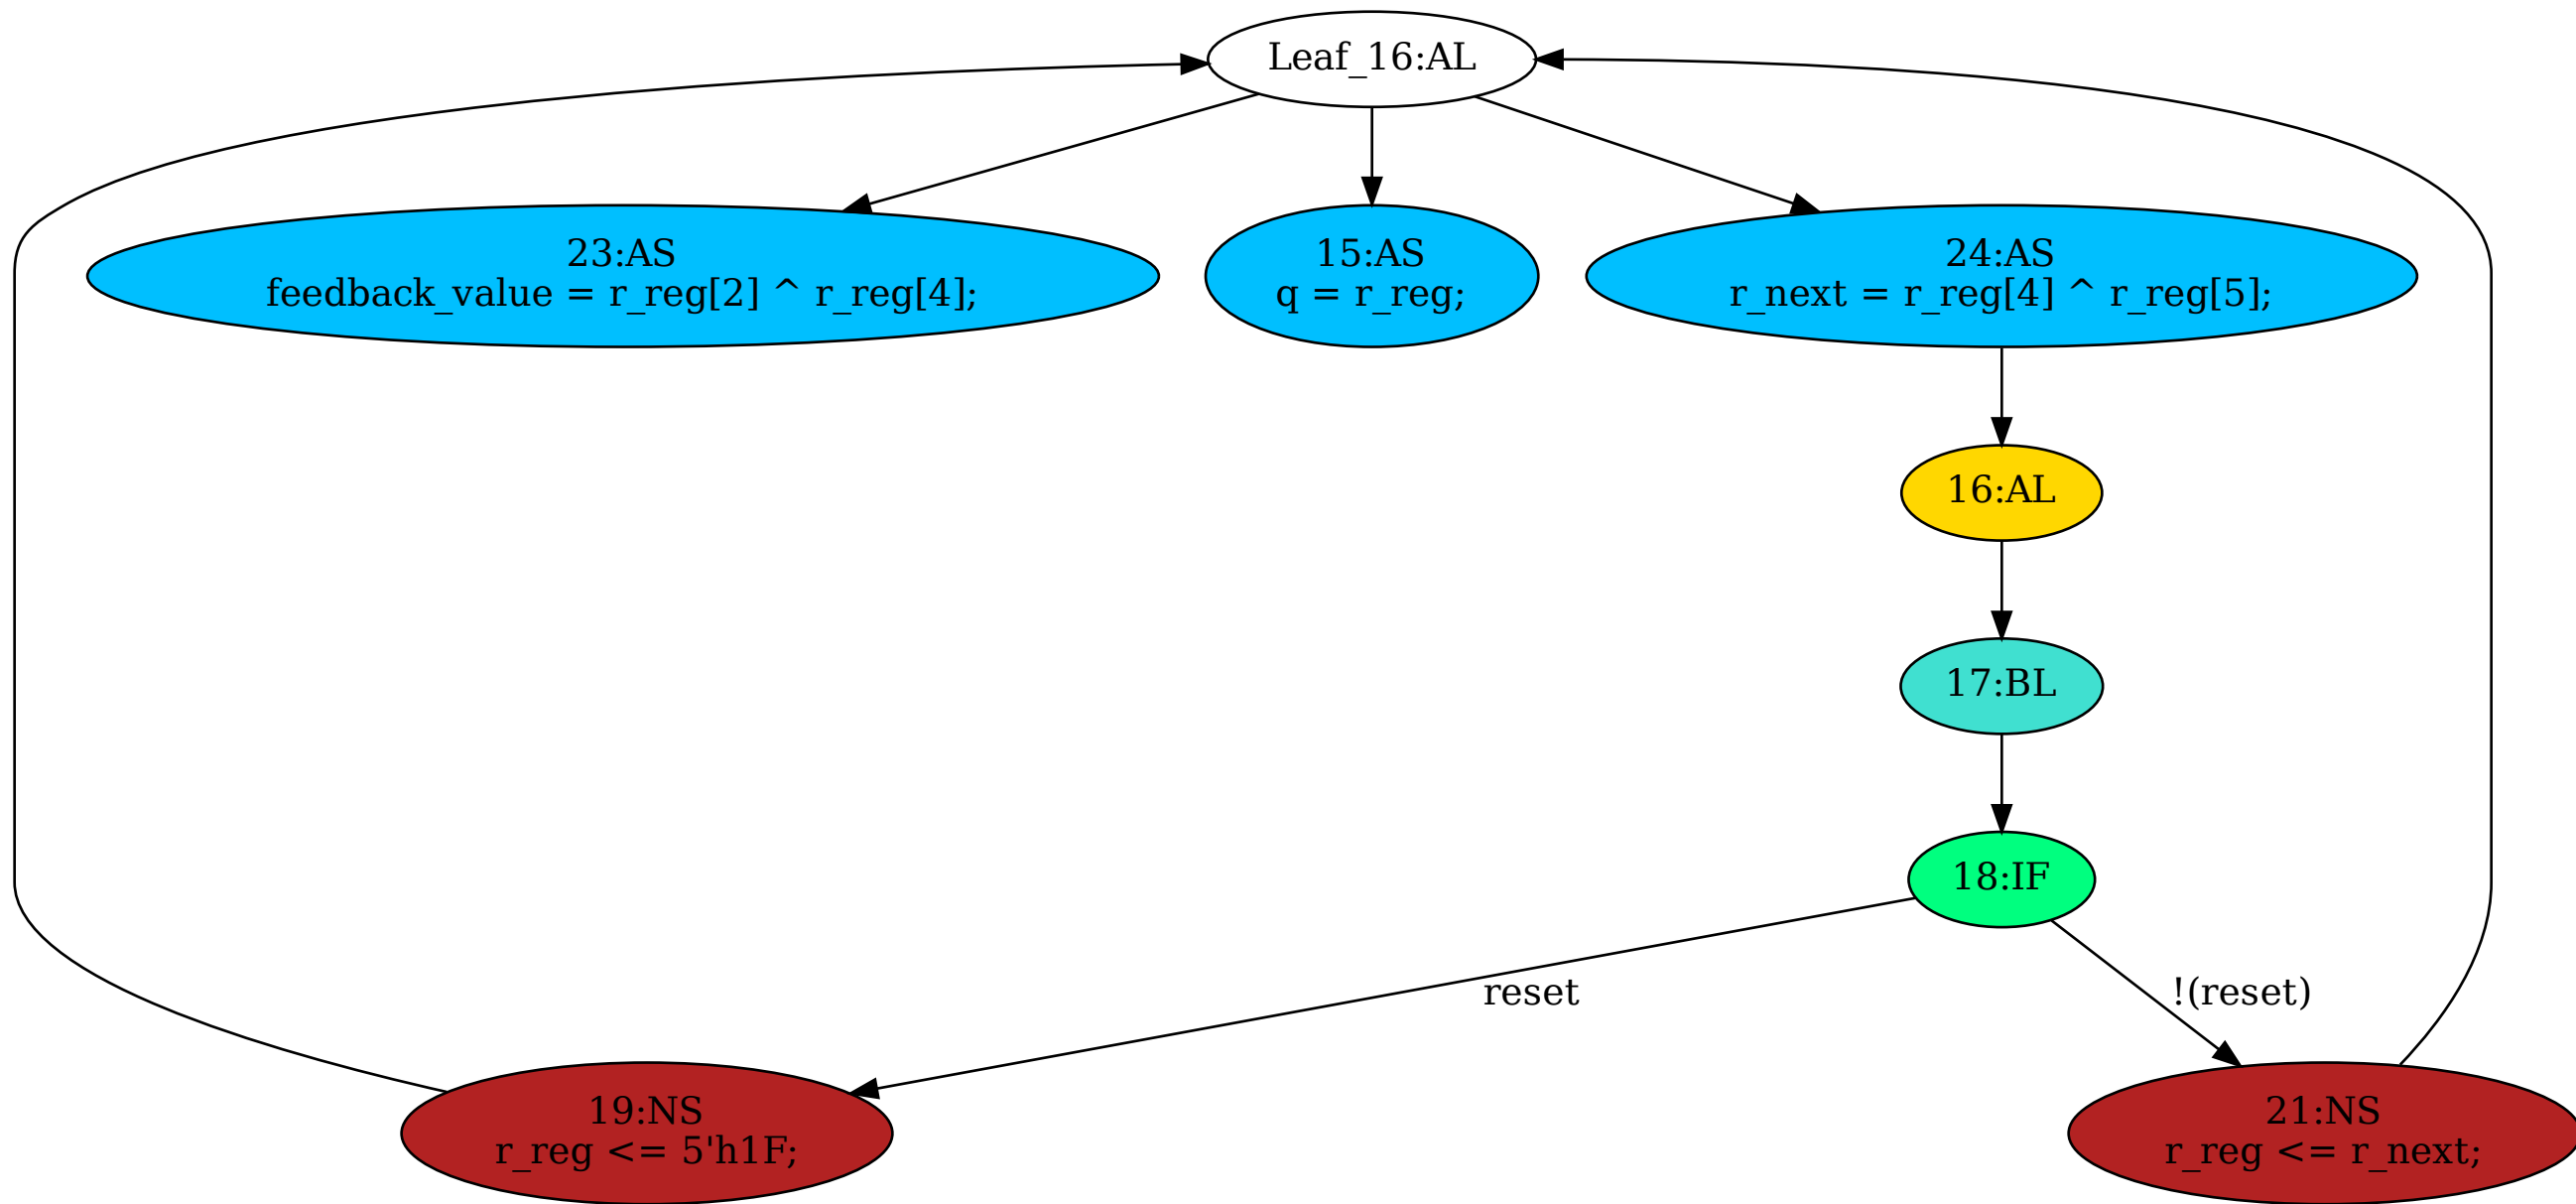 Leaf_16:AL
23:AS
feedback_value = r_reg[2] ^ r_reg[4];
15:AS
q = r_reg;
24:AS
r_next = r_reg[4] ^ r_reg[5];
16:AL
17:BL
18:IF
reset
!(reset)
19:NS
r_reg <= 5'h1F;
21:NS
r_reg <= r_next;